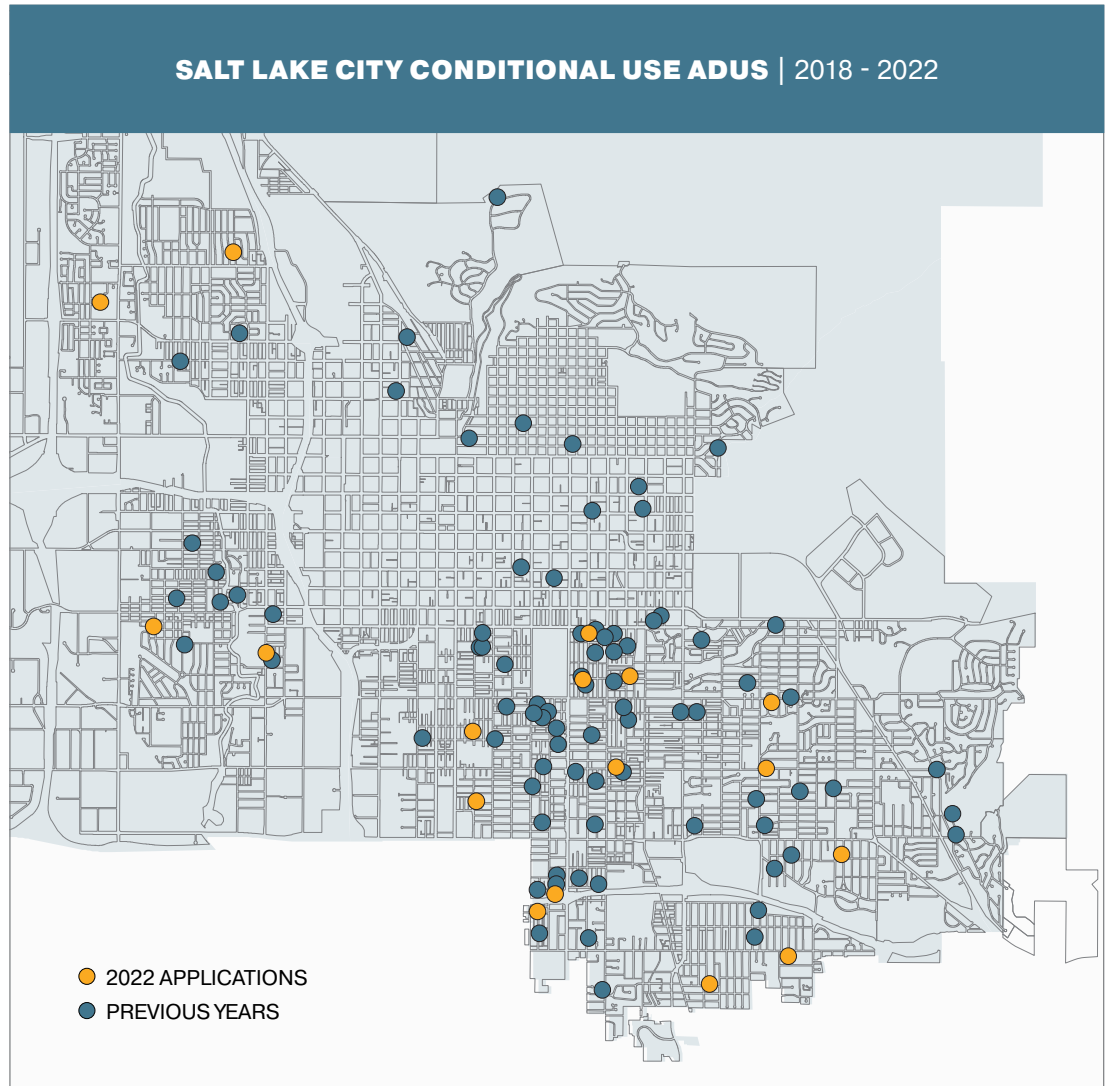 SALT LAKE CITY CONDITIONAL USE ADUS | 2018 - 2022
2022 APPLICATIONS
PREVIOUS YEARS